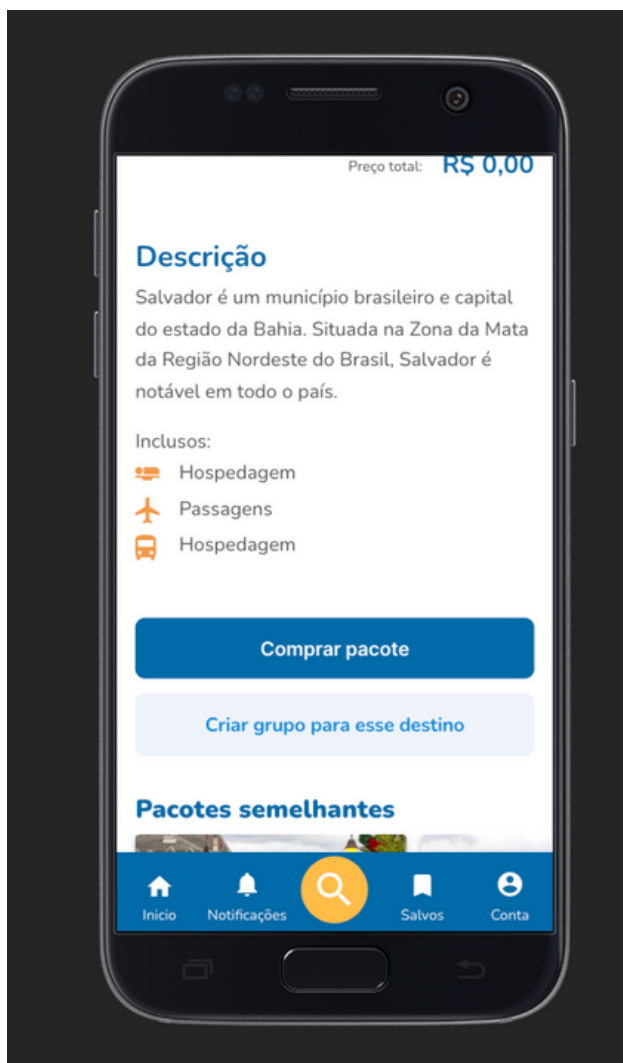 Preço total: R$ 0,00
Descrição
Salvador é um município brasileiro e capital
do estado da Bahia. Situada na Zona da Mata
da Região Nordeste do Brasil, Salvador é
notável em todo o país.
Inclusos:
Hospedagem
Passagens
Hospedagem
Comprar pacote
Criar grupo para esse destino
Pacotes semelhantes
Inicio Notificações Salvos Conta